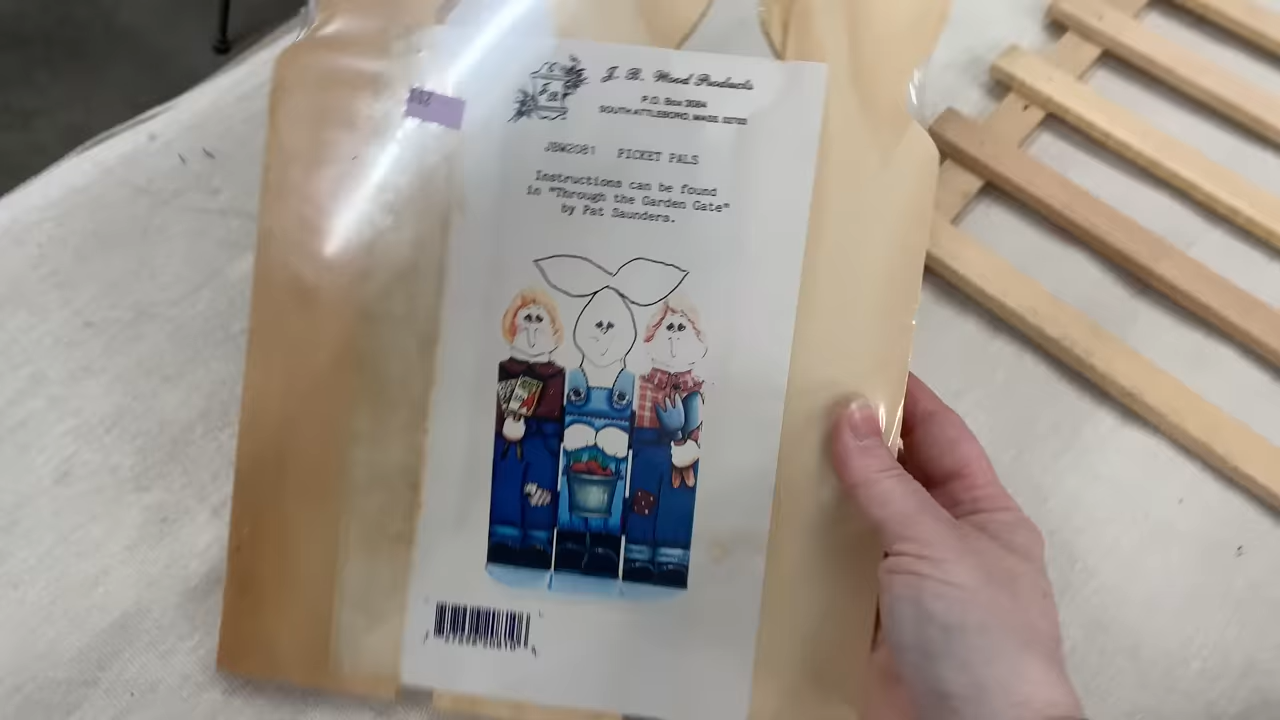 J. B. Wood Products
P.O. Box 3084
SOUTH ATTLEBORO, MASS. 02703
JBW2081 PICKET PALS
Instructions can be found
in "Through the Garden Gate"
by Pat Saunders.